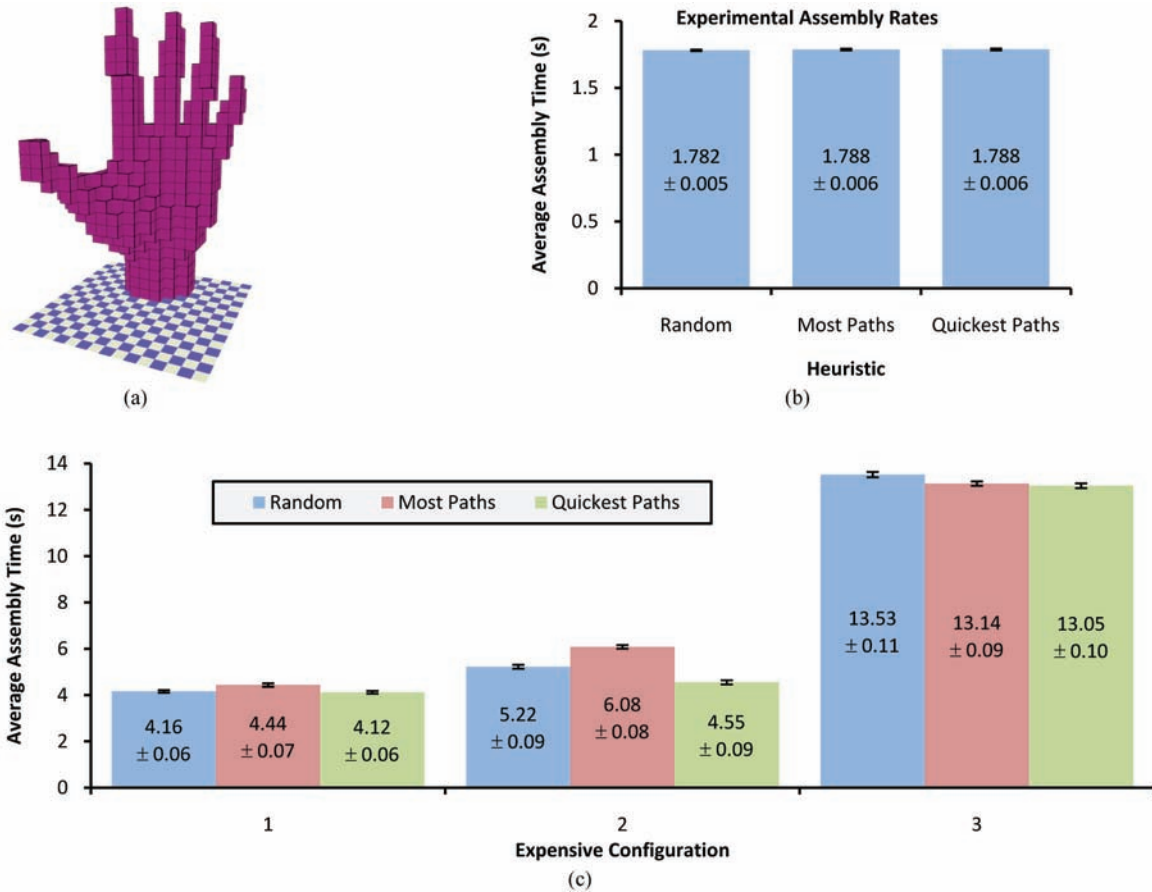 Experimental Assembly Rates
Average Assembly Time (s)
2
1.5
1
0.5
0
1.782
± 0.005
1.788
± 0.006
1.788
± 0.006
Random
Most Paths
Quickest Paths
Heuristic
(a)
(b)
Average Assembly Time (s)
14
12
10
8
6
4
2
0
Random
Most Paths
Quickest Paths
4.16
± 0.06
4.44
± 0.07
4.12
± 0.06
5.22
± 0.09
6.08
± 0.08
4.55
± 0.09
13.53
± 0.11
13.14
± 0.09
13.05
± 0.10
1
2
3
Expensive Configuration
(c)